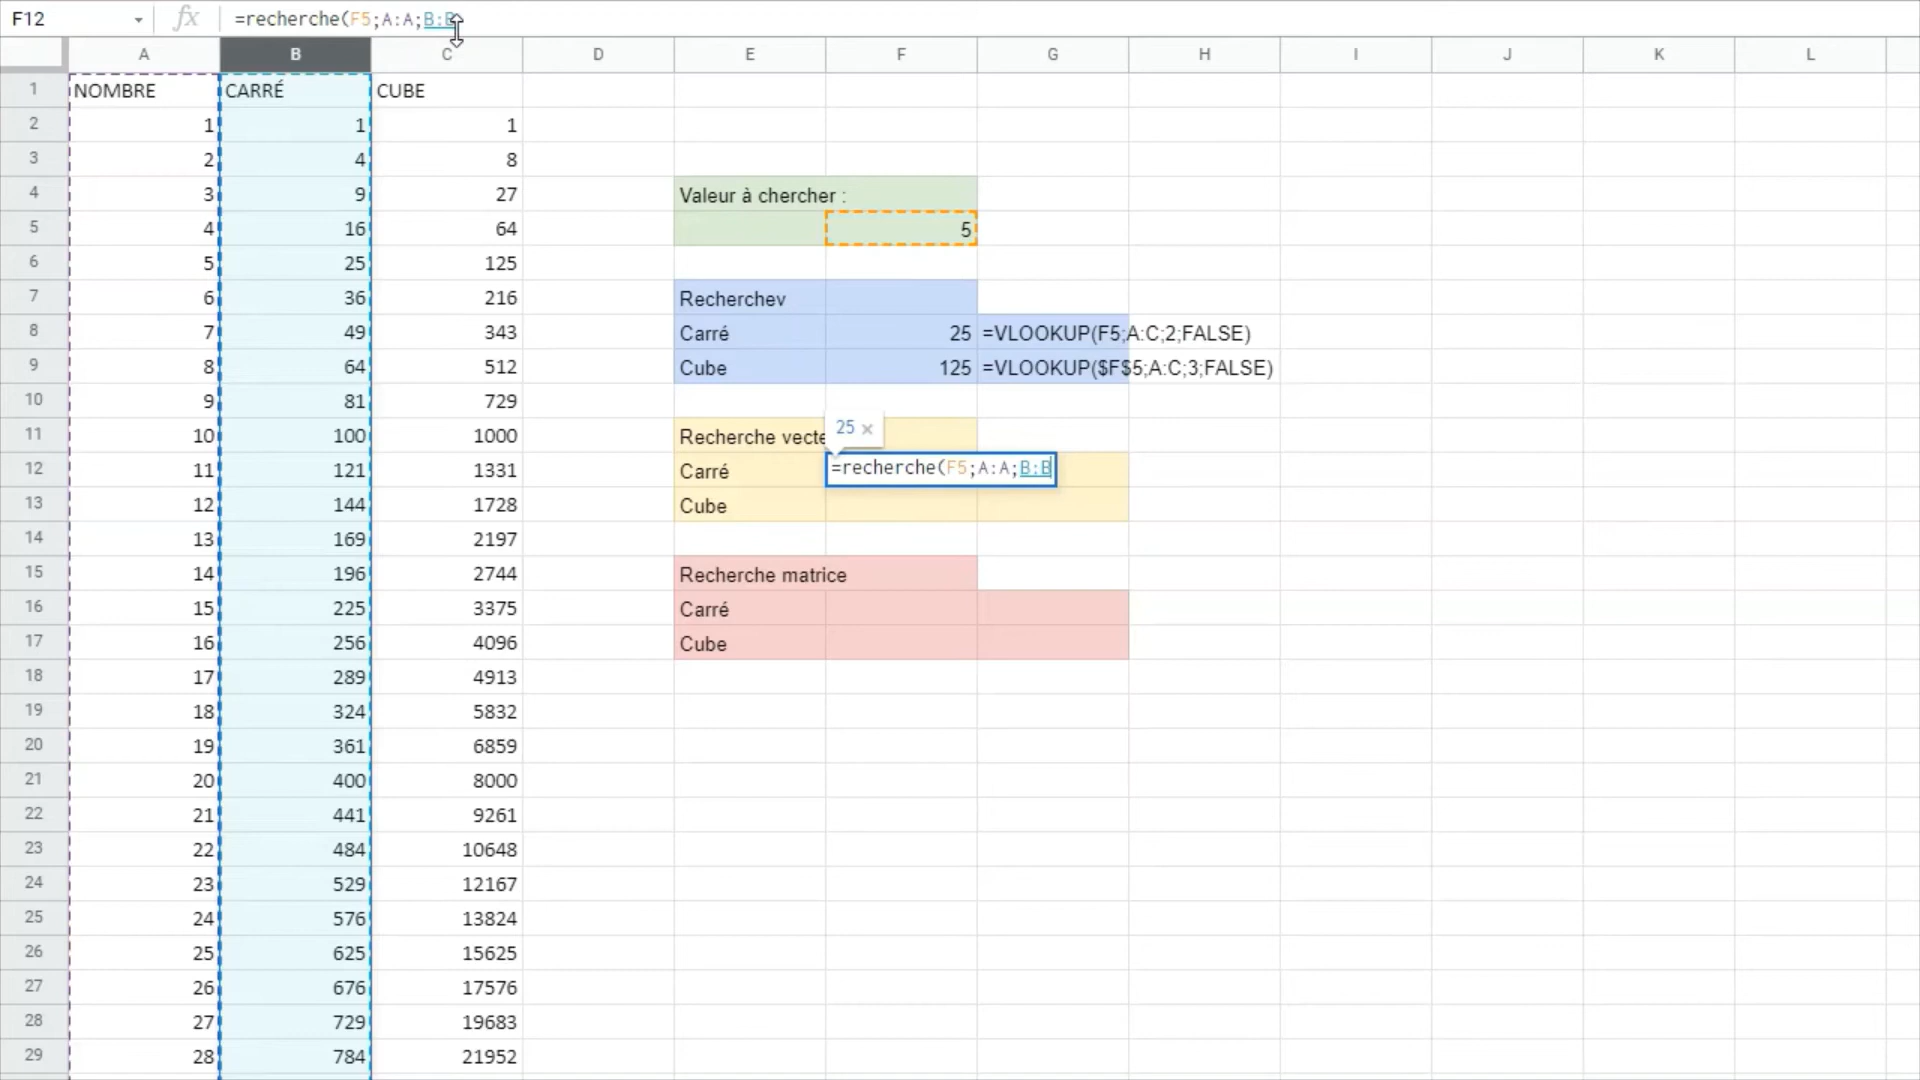 F12 fx =recherche(F5;A:A;B:B
A B C D E F G H I J K L
1 NOMBRE CARRÉ CUBE
2 1 1 1
3 2 4 8
4 3 9 27 Valeur à chercher :
5 4 16 64 5
6 5 25 125
7 6 36 216 Recherchev
8 7 49 343 Carré 25 =VLOOKUP(F5;A:C;2;FALSE)
9 8 64 512 Cube 125 =VLOOKUP($F$5;A:C;3;FALSE)
10 9 81 729
25 ×
11 10 100 1000 Recherche
12 11 121 1331 Carré =recherche(F5;A:A;B:B
13 12 144 1728 Cube
14 13 169 2197
15 14 196 2744 Recherche matrice
16 15 225 3375 Carré
17 16 256 4096 Cube
18 17 289 4913
19 18 324 5832
20 19 361 6859
21 20 400 8000
22 21 441 9261
23 22 484 10648
24 23 529 12167
25 24 576 13824
26 25 625 15625
27 26 676 17576
28 27 729 19683
29 28 784 21952